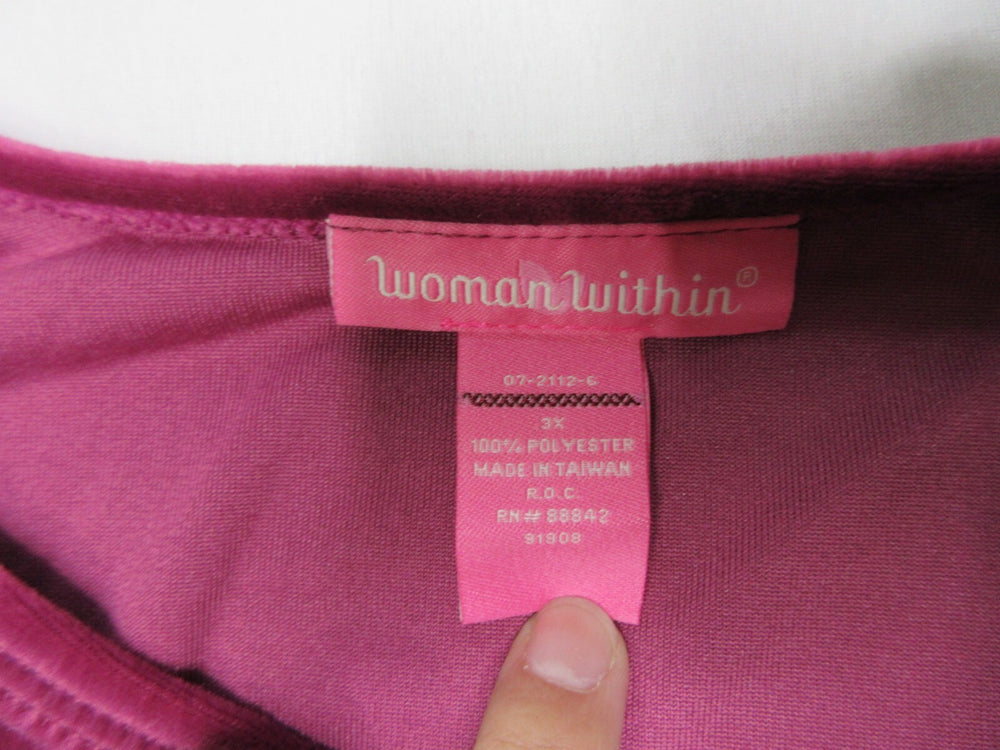 Woman Within®
07-2112-6
3X
100% POLYESTER
MADE IN TAIWAN
R.O.C.
RN# 88842
91908